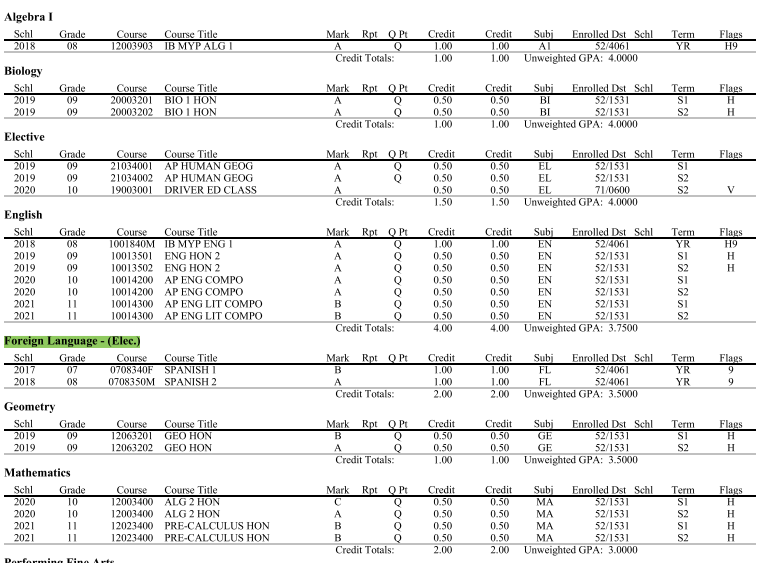 Algebra I
Schl Grade Course Course Title Mark Rpt Q Pt Credit Credit Subj Enrolled Dst Schl Term Flags
2018 08 12003903 IB MYP ALG 1 A Q 1.00 1.00 A1 52/4061 YR H9
Credit Totals: 1.00 1.00 Unweighted GPA: 4.0000
Biology
Schl Grade Course Course Title Mark Rpt Q Pt Credit Credit Subj Enrolled Dst Schl Term Flags
2019 09 20003201 BIO 1 HON A Q 0.50 0.50 BI 52/1531 S1 H
2019 09 20003202 BIO 1 HON A Q 0.50 0.50 BI 52/1531 S2 H
Credit Totals: 1.00 1.00 Unweighted GPA: 4.0000
Elective
Schl Grade Course Course Title Mark Rpt Q Pt Credit Credit Subj Enrolled Dst Schl Term Flags
2019 09 21034001 AP HUMAN GEOG A Q 0.50 0.50 EL 52/1531 S1
2019 09 21034002 AP HUMAN GEOG A Q 0.50 0.50 EL 52/1531 S2
2020 10 19003001 DRIVER ED CLASS A 0.50 0.50 EL 71/0600 S2 V
Credit Totals: 1.50 1.50 Unweighted GPA: 4.0000
English
Schl Grade Course Course Title Mark Rpt Q Pt Credit Credit Subj Enrolled Dst Schl Term Flags
2018 08 1001840M IB MYP ENG 1 A Q 1.00 1.00 EN 52/4061 YR H9
2019 09 10013501 ENG HON 2 A Q 0.50 0.50 EN 52/1531 S1 H
2019 09 10013502 ENG HON 2 A Q 0.50 0.50 EN 52/1531 S2 H
2020 10 10014200 AP ENG COMPO A Q 0.50 0.50 EN 52/1531 S1
2020 10 10014200 AP ENG COMPO A Q 0.50 0.50 EN 52/1531 S2
2021 11 10014300 AP ENG LIT COMPO B Q 0.50 0.50 EN 52/1531 S1
2021 11 10014300 AP ENG LIT COMPO B Q 0.50 0.50 EN 52/1531 S2
Credit Totals: 4.00 4.00 Unweighted GPA: 3.7500
Foreign Language - (Elec.)
Schl Grade Course Course Title Mark Rpt Q Pt Credit Credit Subj Enrolled Dst Schl Term Flags
2017 07 0708340F SPANISH 1 B 1.00 1.00 FL 52/4061 YR 9
2018 08 0708350M SPANISH 2 A 1.00 1.00 FL 52/4061 YR 9
Credit Totals: 2.00 2.00 Unweighted GPA: 3.5000
Geometry
Schl Grade Course Course Title Mark Rpt Q Pt Credit Credit Subj Enrolled Dst Schl Term Flags
2019 09 12063201 GEO HON B Q 0.50 0.50 GE 52/1531 S1 H
2019 09 12063202 GEO HON A Q 0.50 0.50 GE 52/1531 S2 H
Credit Totals: 1.00 1.00 Unweighted GPA: 3.5000
Mathematics
Schl Grade Course Course Title Mark Rpt Q Pt Credit Credit Subj Enrolled Dst Schl Term Flags
2020 10 12003400 ALG 2 HON C Q 0.50 0.50 MA 52/1531 S1 H
2020 10 12003400 ALG 2 HON A Q 0.50 0.50 MA 52/1531 S2 H
2021 11 12023400 PRE-CALCULUS HON B Q 0.50 0.50 MA 52/1531 S1 H
2021 11 12023400 PRE-CALCULUS HON B Q 0.50 0.50 MA 52/1531 S2 H
Credit Totals: 2.00 2.00 Unweighted GPA: 3.0000
Performing Fine Arts